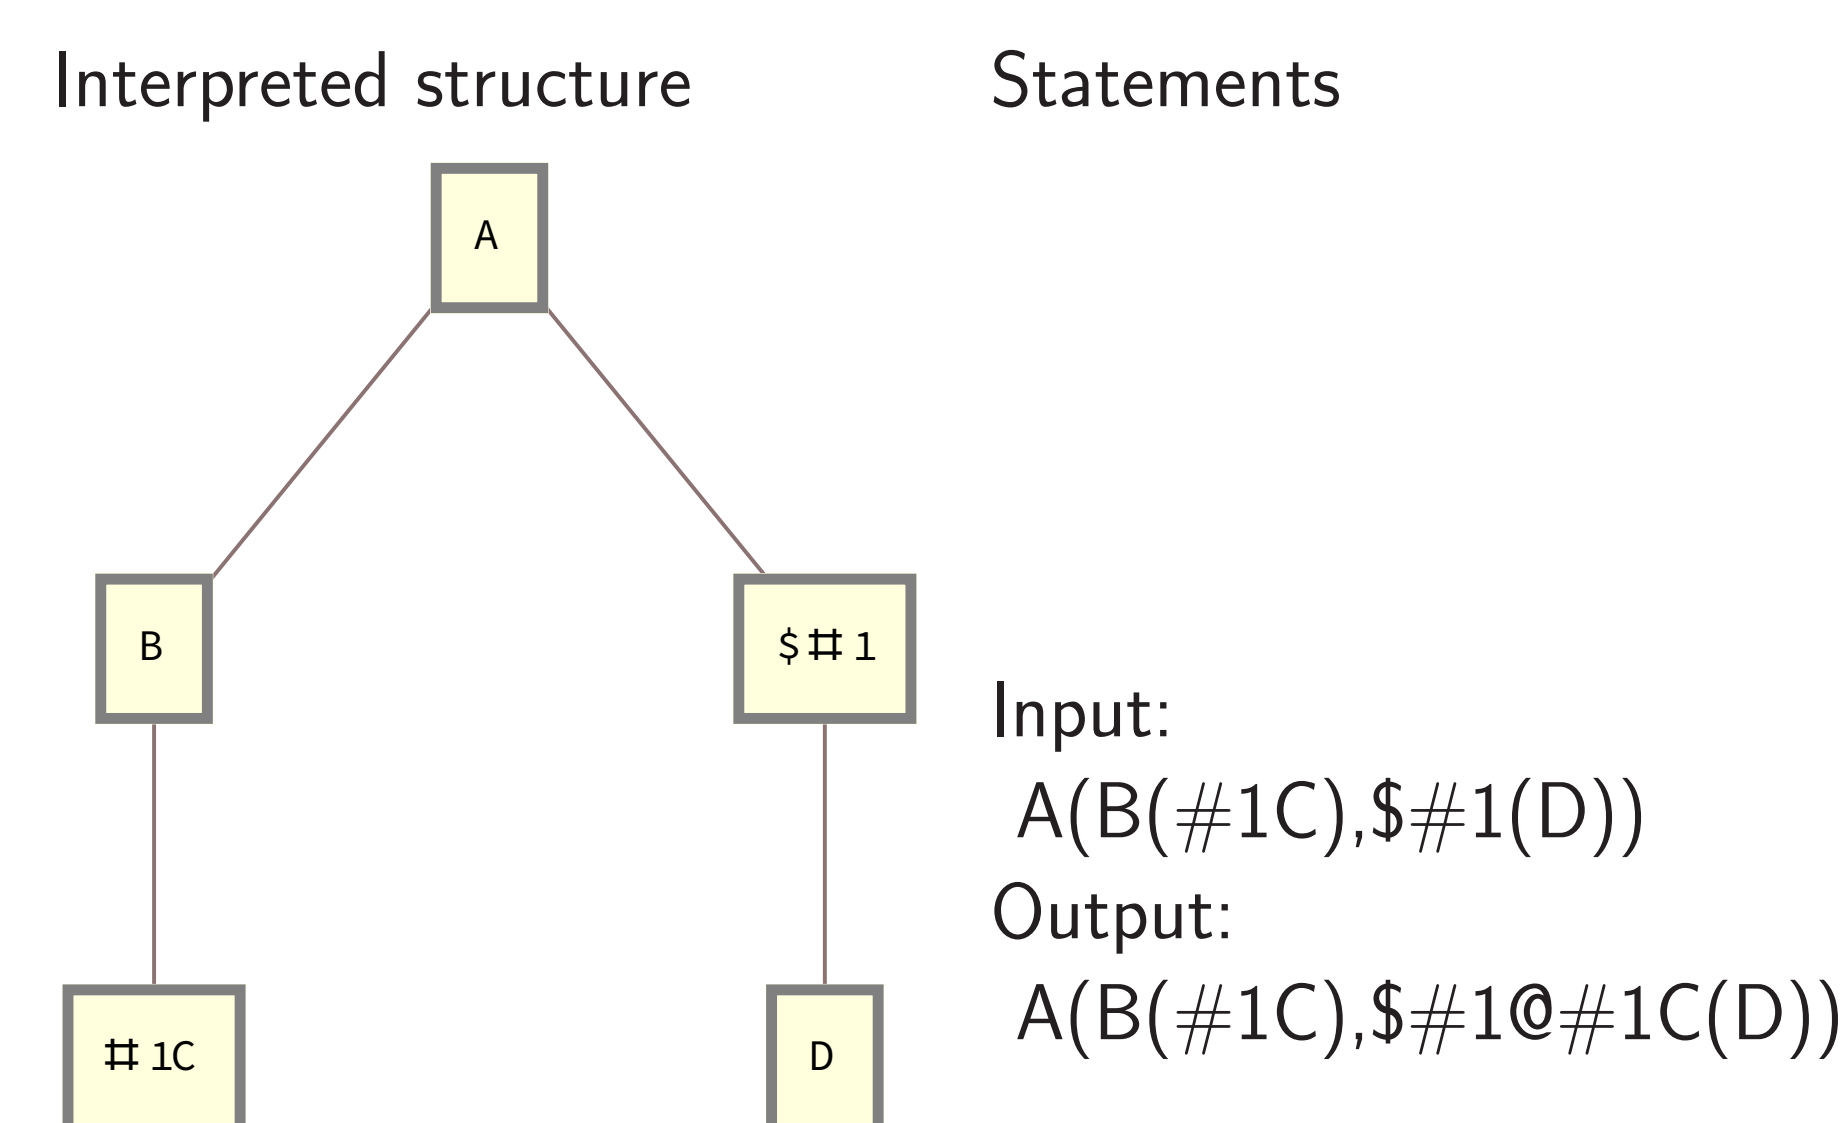 Interpreted structure
Statements
A
B
$#1
#1C
D
Input:
A(B(#1C),$#1(D))
Output:
A(B(#1C),$#1@#1C(D))